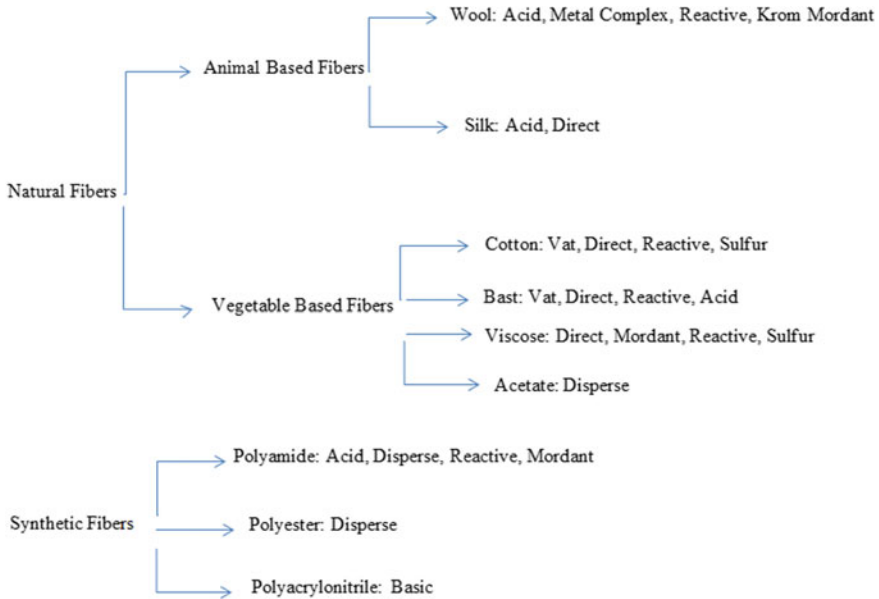 Wool: Acid, Metal Complex, Reactive, Krom Mordant
Animal Based Fibers
Silk: Acid, Direct
Natural Fibers
Cotton: Vat, Direct, Reactive, Sulfur
Bast: Vat, Direct, Reactive, Acid
Vegetable Based Fibers
Viscose: Direct, Mordant, Reactive, Sulfur
Acetate: Disperse
Polyamide: Acid, Disperse, Reactive, Mordant
Synthetic Fibers
Polyester: Disperse
Polyacrylonitrile: Basic